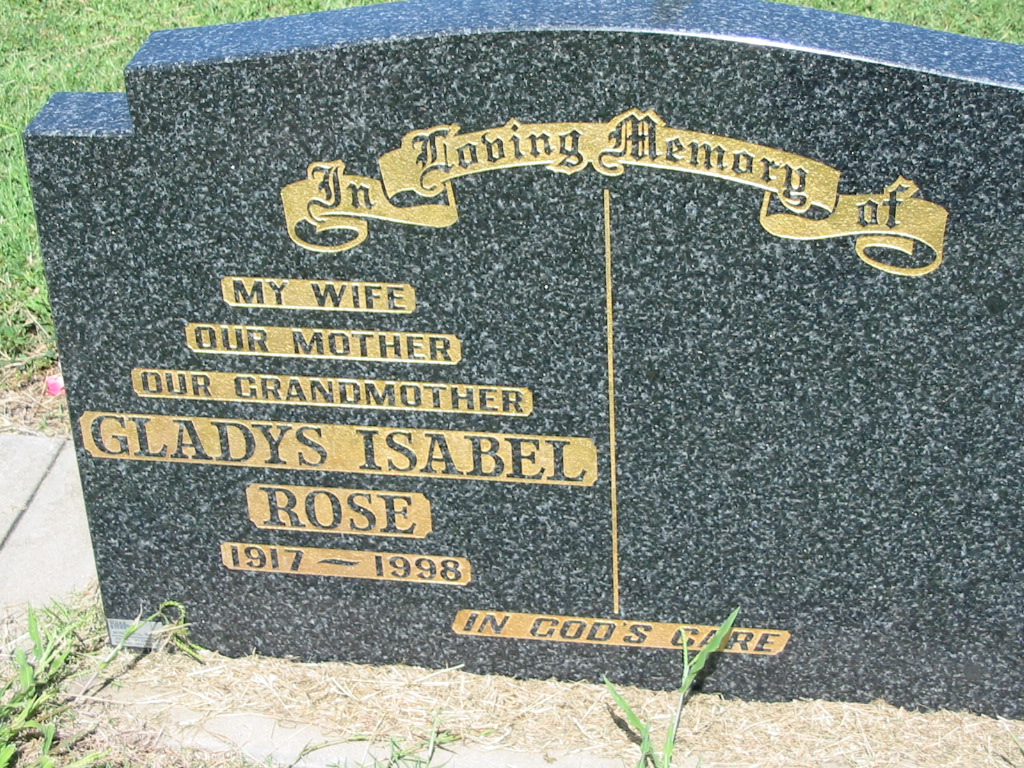 In Loving Memory of
MY WIFE
OUR MOTHER
OUR GRANDMOTHER
GLADYS ISABEL
ROSE
1917 – 1998
IN GOD'S CARE